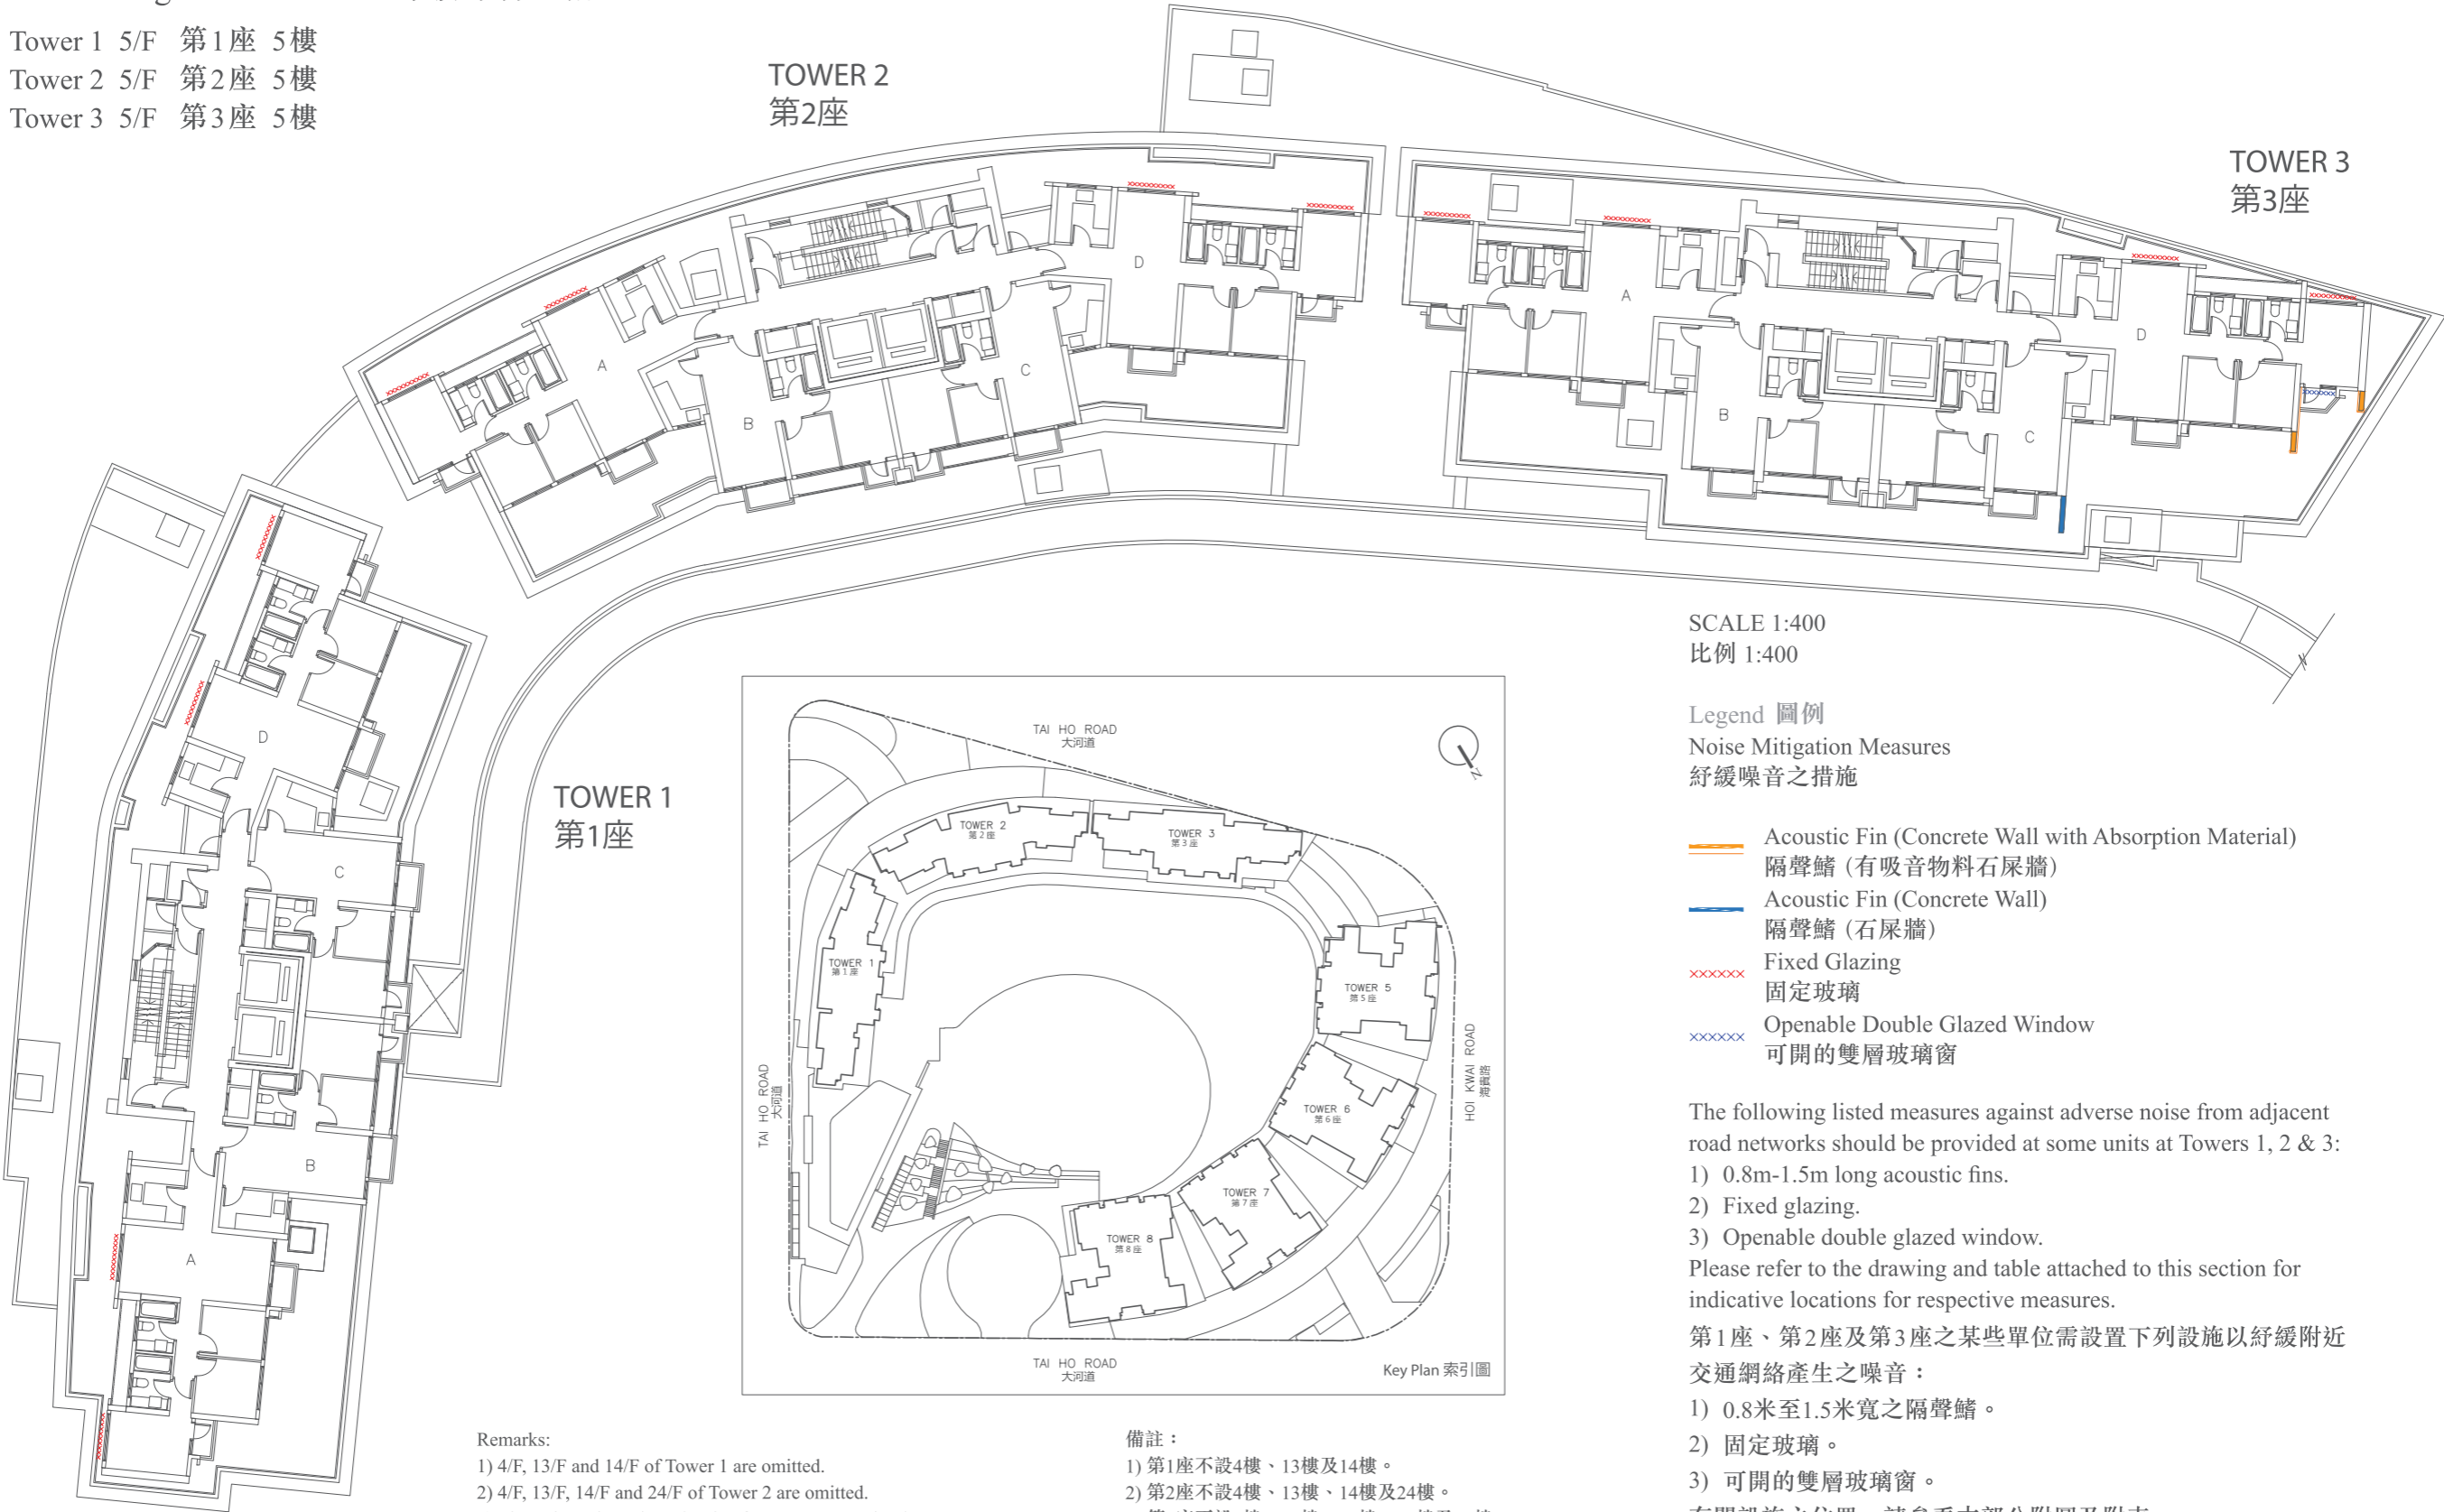 Tower 1 5/F 第1座 5樓
Tower 2 5/F 第2座 5樓
Tower 3 5/F 第3座 5樓
TOWER 2
第2座
TOWER 3
第3座
A
B
C
D
A
B
C
D
TOWER 1
第1座
D
C
B
A
SCALE 1:400
比例 1:400
Legend 圖例
Noise Mitigation Measures
紓緩噪音之措施
Acoustic Fin (Concrete Wall with Absorption Material)
隔聲鰭 (有吸音物料石屎牆)
Acoustic Fin (Concrete Wall)
隔聲鰭 (石屎牆)
Fixed Glazing
固定玻璃
Openable Double Glazed Window
可開的雙層玻璃窗
The following listed measures against adverse noise from adjacent
road networks should be provided at some units at Towers 1, 2 & 3:
1) 0.8m-1.5m long acoustic fins.
2) Fixed glazing.
3) Openable double glazed window.
Please refer to the drawing and table attached to this section for
indicative locations for respective measures.
第1座、第2座及第3座之某些單位需設置下列設施以紓緩附近
交通網絡產生之噪音：
1) 0.8米至1.5米寬之隔聲鰭。
2) 固定玻璃。
3) 可開的雙層玻璃窗。
TAI HO ROAD
大河道
N
TOWER 2
第2座
TOWER 3
第3座
TOWER 1
第1座
TOWER 5
第5座
TOWER 6
第6座
TOWER 7
第7座
TOWER 8
第8座
TAI HO ROAD
大河道
HOI KWAI ROAD
海貴路
TAI HO ROAD
大河道
Key Plan 索引圖
Remarks:
1) 4/F, 13/F and 14/F of Tower 1 are omitted.
2) 4/F, 13/F, 14/F and 24/F of Tower 2 are omitted.
備註：
1) 第1座不設4樓、13樓及14樓。
2) 第2座不設4樓、13樓、14樓及24樓。